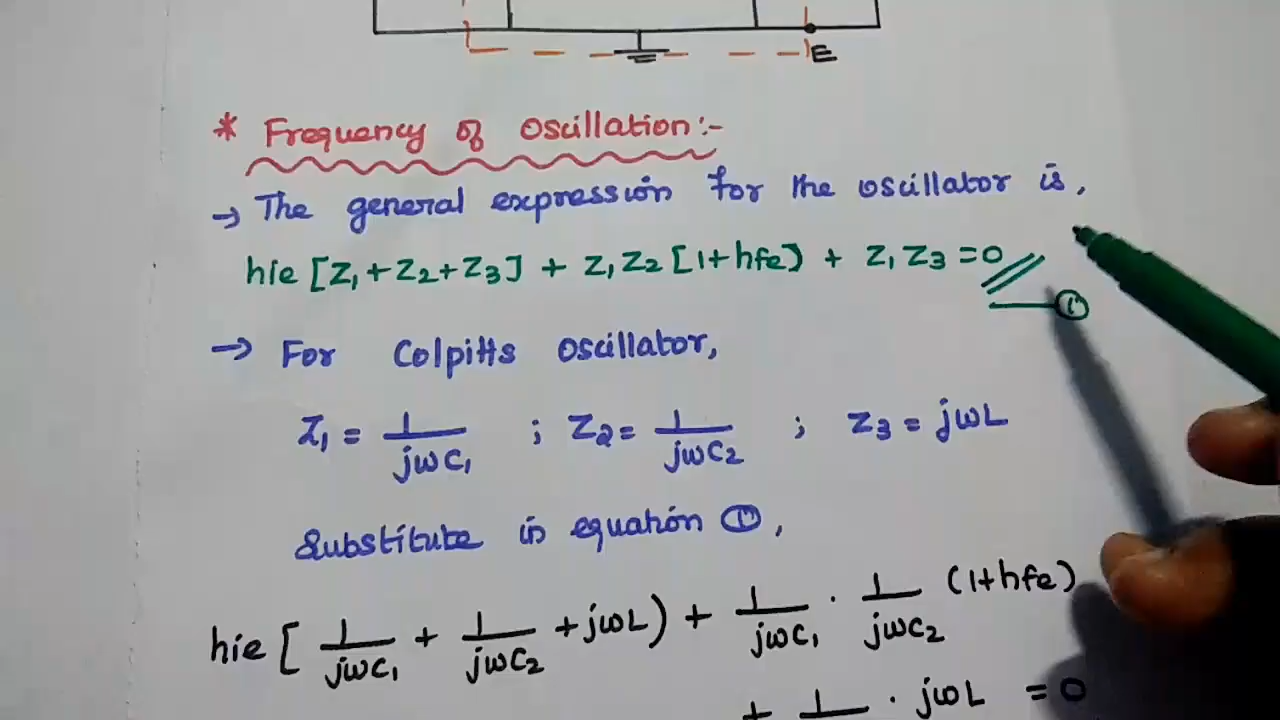 E
* Frequency of Oscillation:-
→ The general expression for the oscillator is,
hie [Z₁+Z₂+Z₃] + Z₁Z₂ [1+hfe) + Z₁Z₃ =0
①
→ For Colpitts oscillator,
Z₁ = 1/jωC₁ ; Z₂ = 1/jωC₂ ; Z₃ = jωL
Substitute in equation ①,
hie [ 1/jωC₁ + 1/jωC₂ + jωL ) + 1/jωC₁ · 1/jωC₂ (1+hfe)
+ 1 · jωL = 0